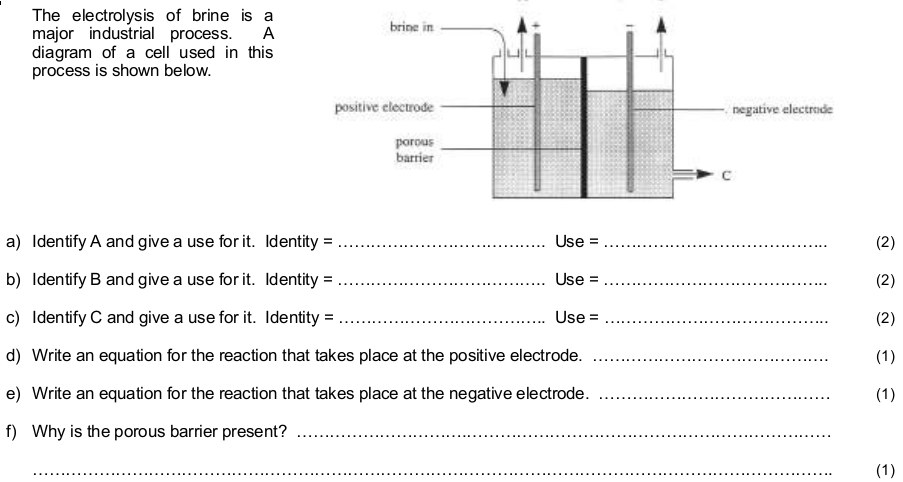 The electrolysis of brine is a
major industrial process. A
diagram of a cell used in this
process is shown below.
brine in
+
−
positive electrode
negative electrode
porous
barrier
C
a) Identify A and give a use for it. Identity = ........................................ Use = ........................................... (2)
b) Identify B and give a use for it. Identity = ........................................ Use = ........................................... (2)
c) Identify C and give a use for it. Identity = ........................................ Use = ........................................... (2)
d) Write an equation for the reaction that takes place at the positive electrode. ............................................. (1)
e) Write an equation for the reaction that takes place at the negative electrode. ............................................ (1)
f) Why is the porous barrier present? .......................................................................................................
.......................................................................................................................................................... (1)